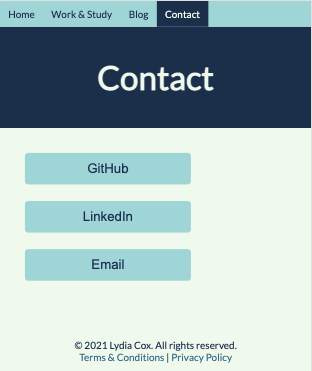 Home Work & Study Blog Contact
Contact
GitHub
LinkedIn
Email
© 2021 Lydia Cox. All rights reserved.
Terms & Conditions | Privacy Policy